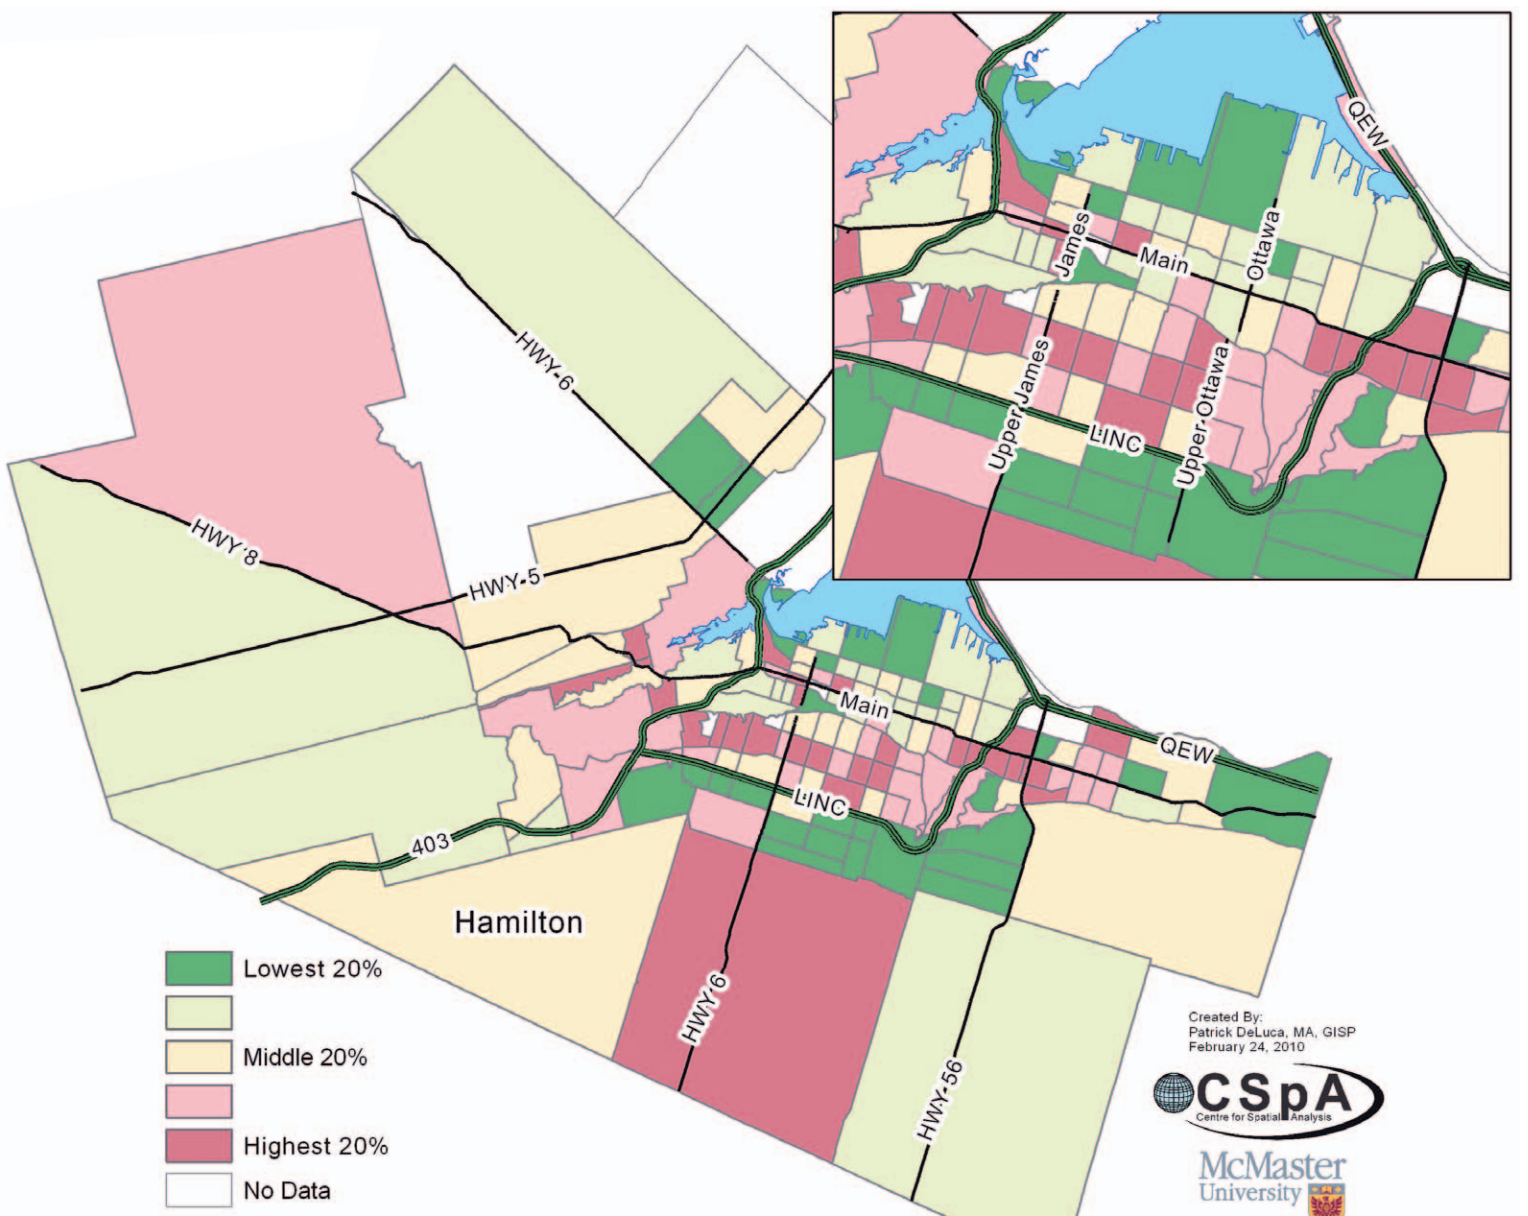 QEW
James
Main
Ottawa
Upper James
Upper Ottawa
LINC
HWY 6
HWY 8
HWY 5
Main
QEW
LINC
403
Hamilton
HWY 6
HWY 56
Lowest 20%
Middle 20%
Highest 20%
No Data
Created By:
Patrick DeLuca, MA, GISP
February 24, 2010
CSpA
Centre for Spatial Analysis
McMaster
University